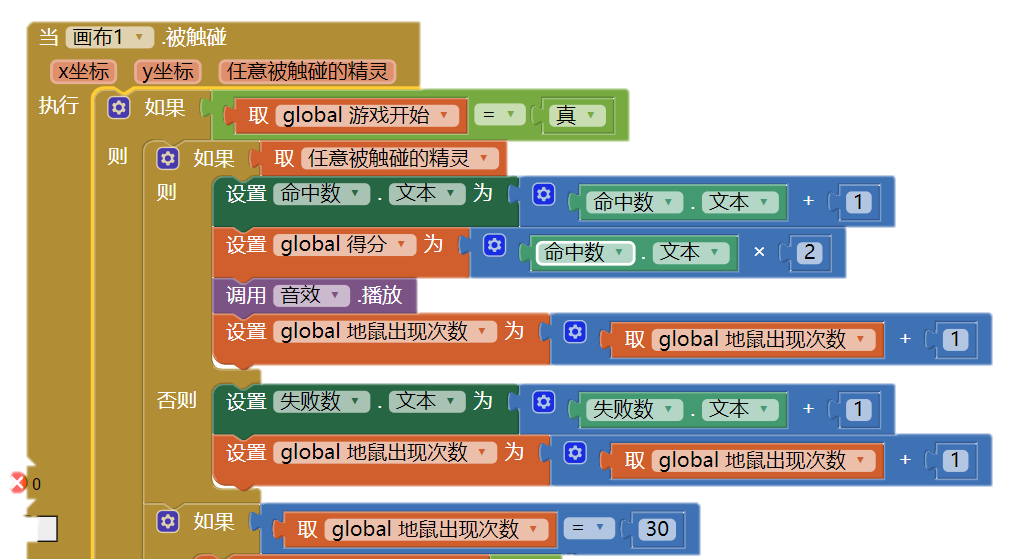 当 画布1 .被触碰
x坐标 y坐标 任意被触碰的精灵
执行 如果 取 global 游戏开始 = 真
则 如果 取 任意被触碰的精灵
则 设置 命中数 . 文本 为 命中数 . 文本 + 1
设置 global 得分 为 命中数 . 文本 × 2
调用 音效 .播放
设置 global 地鼠出现次数 为 取 global 地鼠出现次数 + 1
否则 设置 失败数 . 文本 为 失败数 . 文本 + 1
设置 global 地鼠出现次数 为 取 global 地鼠出现次数 + 1
0
如果 取 global 地鼠出现次数 = 30